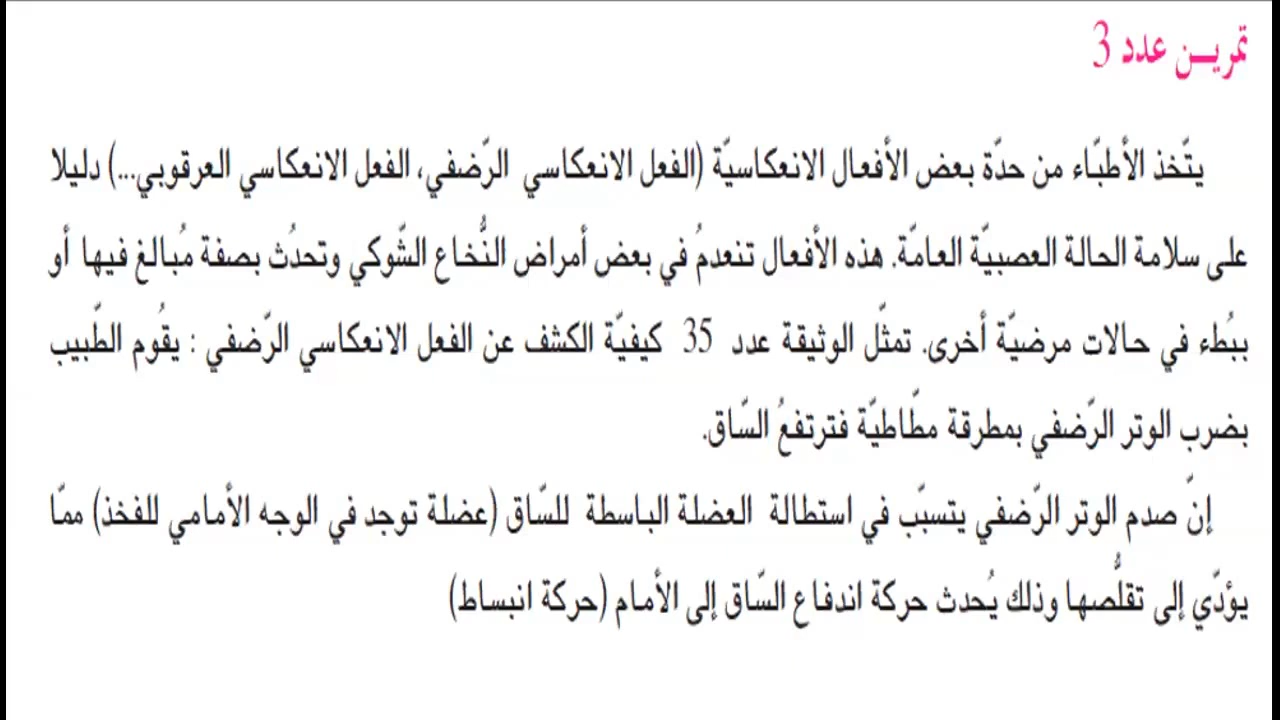 تمريـن عدد 3
يتّخذ الأطبّاء من حدّة بعض الأفعال الانعكاسيّة (الفعل الانعكاسي الرّضفي، الفعل الانعكاسي العرقوبي...) دليلا
على سلامة الحالة العصبيّة العامّة. هذه الأفعال تنعدمُ في بعض أمراض النُّخاع الشّوكي وتحدُث بصفة مُبالغ فيها أو
ببُطء في حالات مرضيّة أخرى. تمثّل الوثيقة عدد 35 كيفيّة الكشف عن الفعل الانعكاسي الرّضفي : يقُوم الطّبيب
بضرب الوتر الرّضفي بمطرقة مطّاطيّة فترتفعُ السّاق.
إنّ صدم الوتر الرّضفي يتسبّب في استطالة العضلة الباسطة للسّاق (عضلة توجد في الوجه الأمامي للفخذ) ممّا
يؤدّي إلى تقلُّصها وذلك يُحدث حركة اندفاع السّاق إلى الأمام (حركة انبساط)